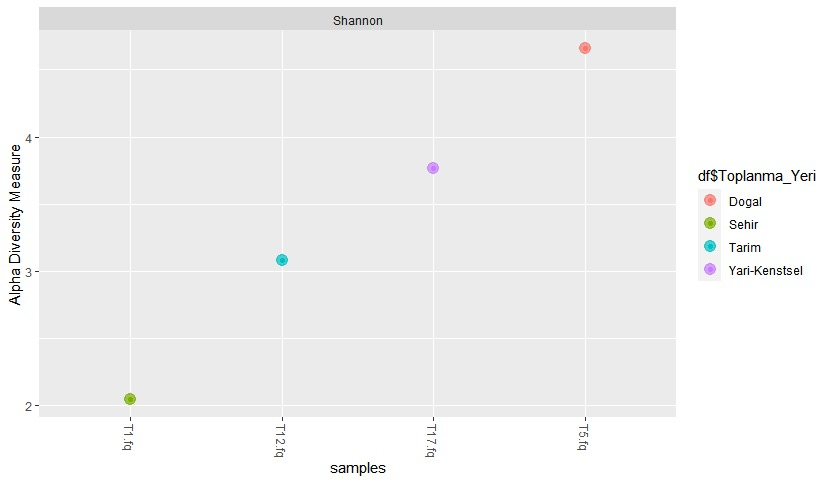 Shannon
Alpha Diversity Measure
4
3
2
T1.fq
T12.fq
T17.fq
T5.fq
samples
df$Toplanma_Yeri
Dogal
Sehir
Tarim
Yari-Kenstsel